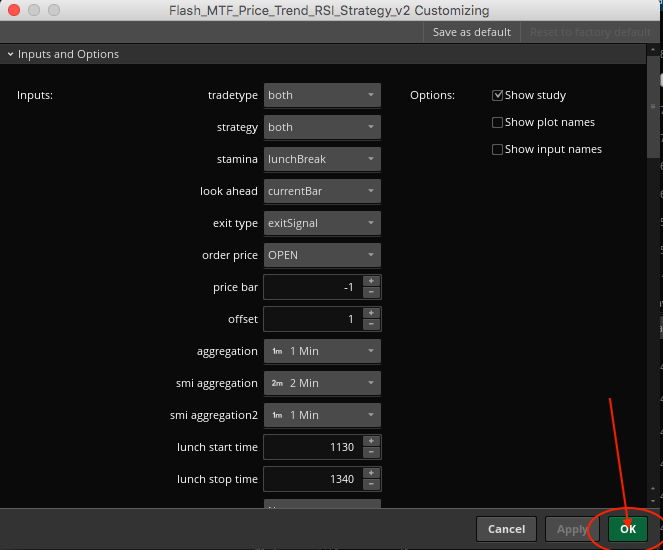 Flash_MTF_Price_Trend_RSI_Strategy_v2 Customizing
Save as default Reset to factory default
Inputs and Options
Inputs: tradetype both Options: Show study
strategy both Show plot names
stamina lunchBreak Show input names
look ahead currentBar
exit type exitSignal
order price OPEN
price bar -1
offset 1
aggregation 1m 1 Min
smi aggregation 2m 2 Min
smi aggregation2 1m 1 Min
lunch start time 1130
lunch stop time 1340
Cancel Apply OK